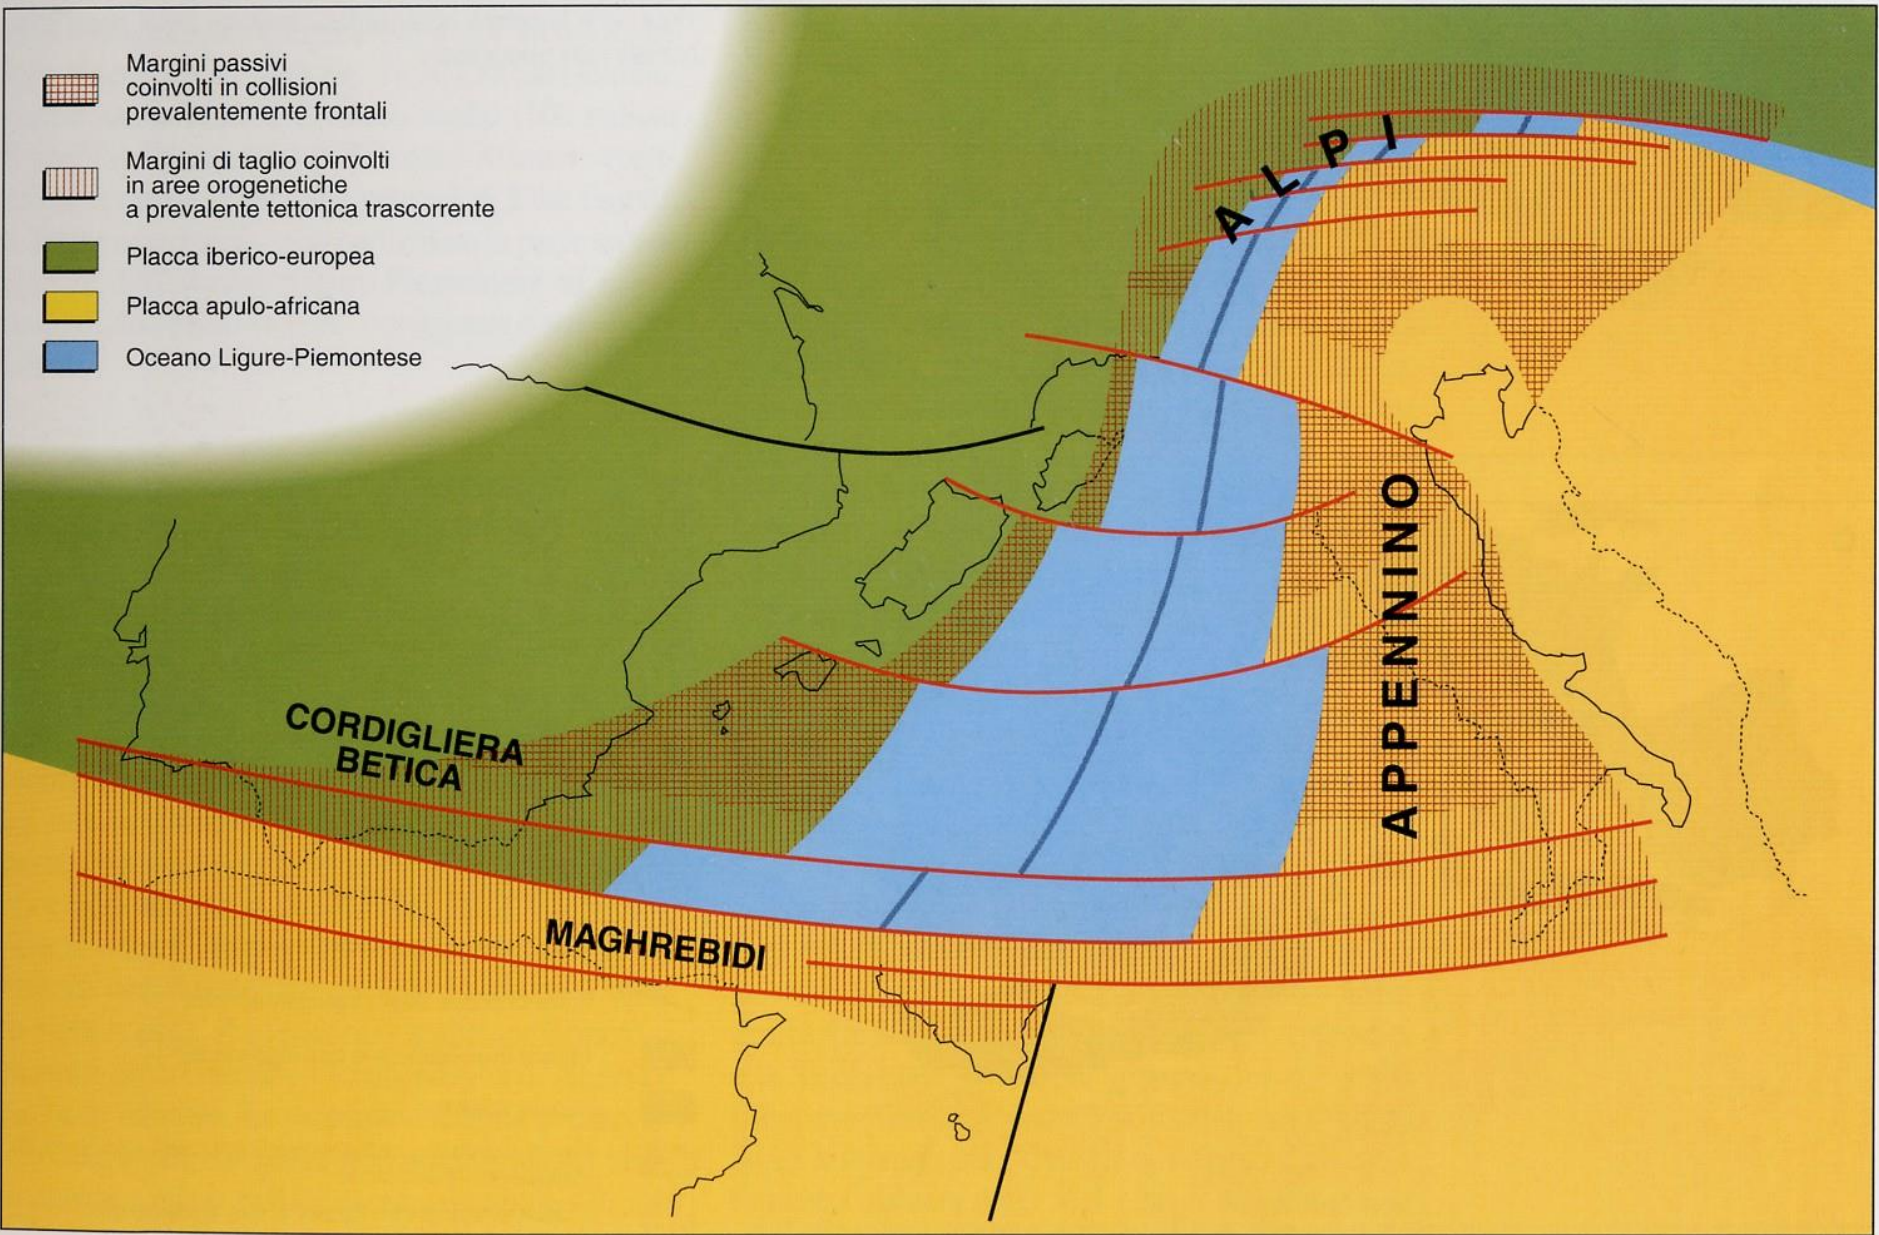 Margini passivi
coinvolti in collisioni
prevalentemente frontali
Margini di taglio coinvolti
in aree orogenetiche
a prevalente tettonica trascorrente
Placca iberico-europea
Placca apulo-africana
Oceano Ligure-Piemontese
ALPI
APPENNINO
CORDIGLIERA
BETICA
MAGHREBIDI